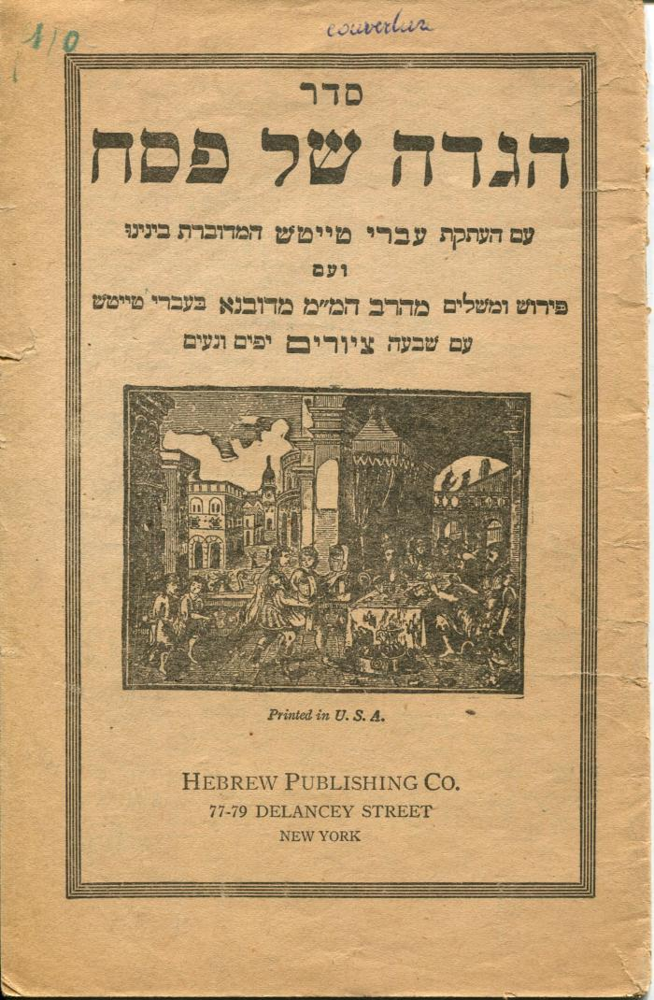 1/0
couverture
סדר
הגדה של פסח
עם העתקת עברי טייטש המדוברת בינינו
ועם
פירוש ומשלים מהרב המ״מ מדובנא בעברי טייטש
עם שבעה ציורים יפים ונעים
Printed in U. S. A.
HEBREW PUBLISHING CO.
77-79 DELANCEY STREET
NEW YORK